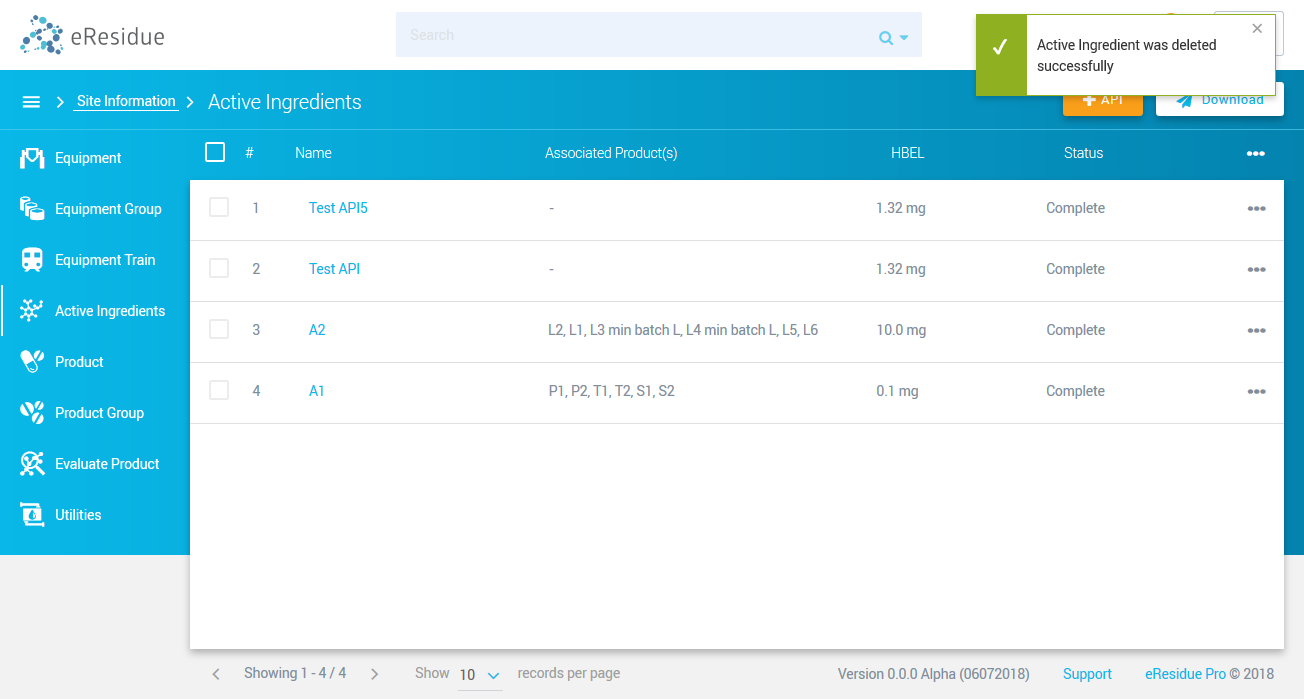 eResidue
Search
Active Ingredient was deleted
successfully
Site Information
Active Ingredients
API
Download
Equipment
Equipment Group
Equipment Train
Active Ingredients
Product
Product Group
Evaluate Product
Utilities
# Name Associated Product(s) HBEL Status
1 Test API5 - 1.32 mg Complete
2 Test API - 1.32 mg Complete
3 A2 L2, L1, L3 min batch L, L4 min batch L, L5, L6 10.0 mg Complete
4 A1 P1, P2, T1, T2, S1, S2 0.1 mg Complete
Showing 1 - 4 / 4 Show 10 records per page Version 0.0.0 Alpha (06072018) Support eResidue Pro © 2018